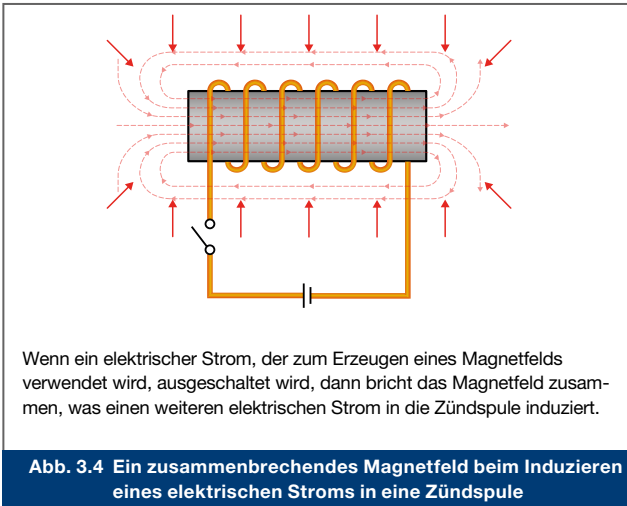 Wenn ein elektrischer Strom, der zum Erzeugen eines Magnetfelds
verwendet wird, ausgeschaltet wird, dann bricht das Magnetfeld zusam-
men, was einen weiteren elektrischen Strom in die Zündspule induziert.
Abb. 3.4 Ein zusammenbrechendes Magnetfeld beim Induzieren
eines elektrischen Stroms in eine Zündspule